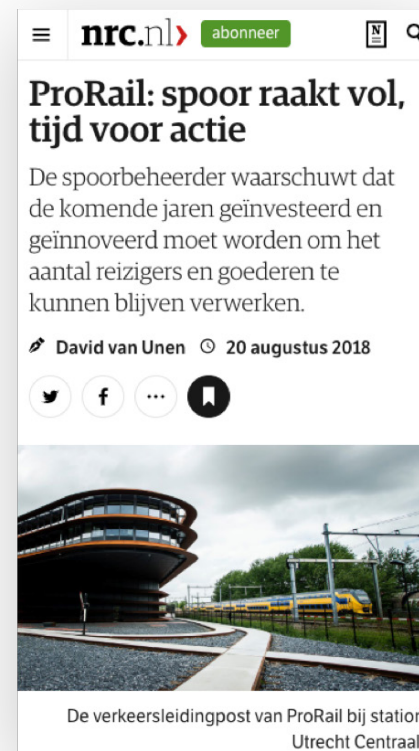 nrc.nl> abonneer N
ProRail: spoor raakt vol,
tijd voor actie
De spoorbeheerder waarschuwt dat
de komende jaren geïnvesteerd en
geïnnoveerd moet worden om het
aantal reizigers en goederen te
kunnen blijven verwerken.
David van Unen 20 augustus 2018
De verkeersleidingpost van ProRail bij station
Utrecht Centraal